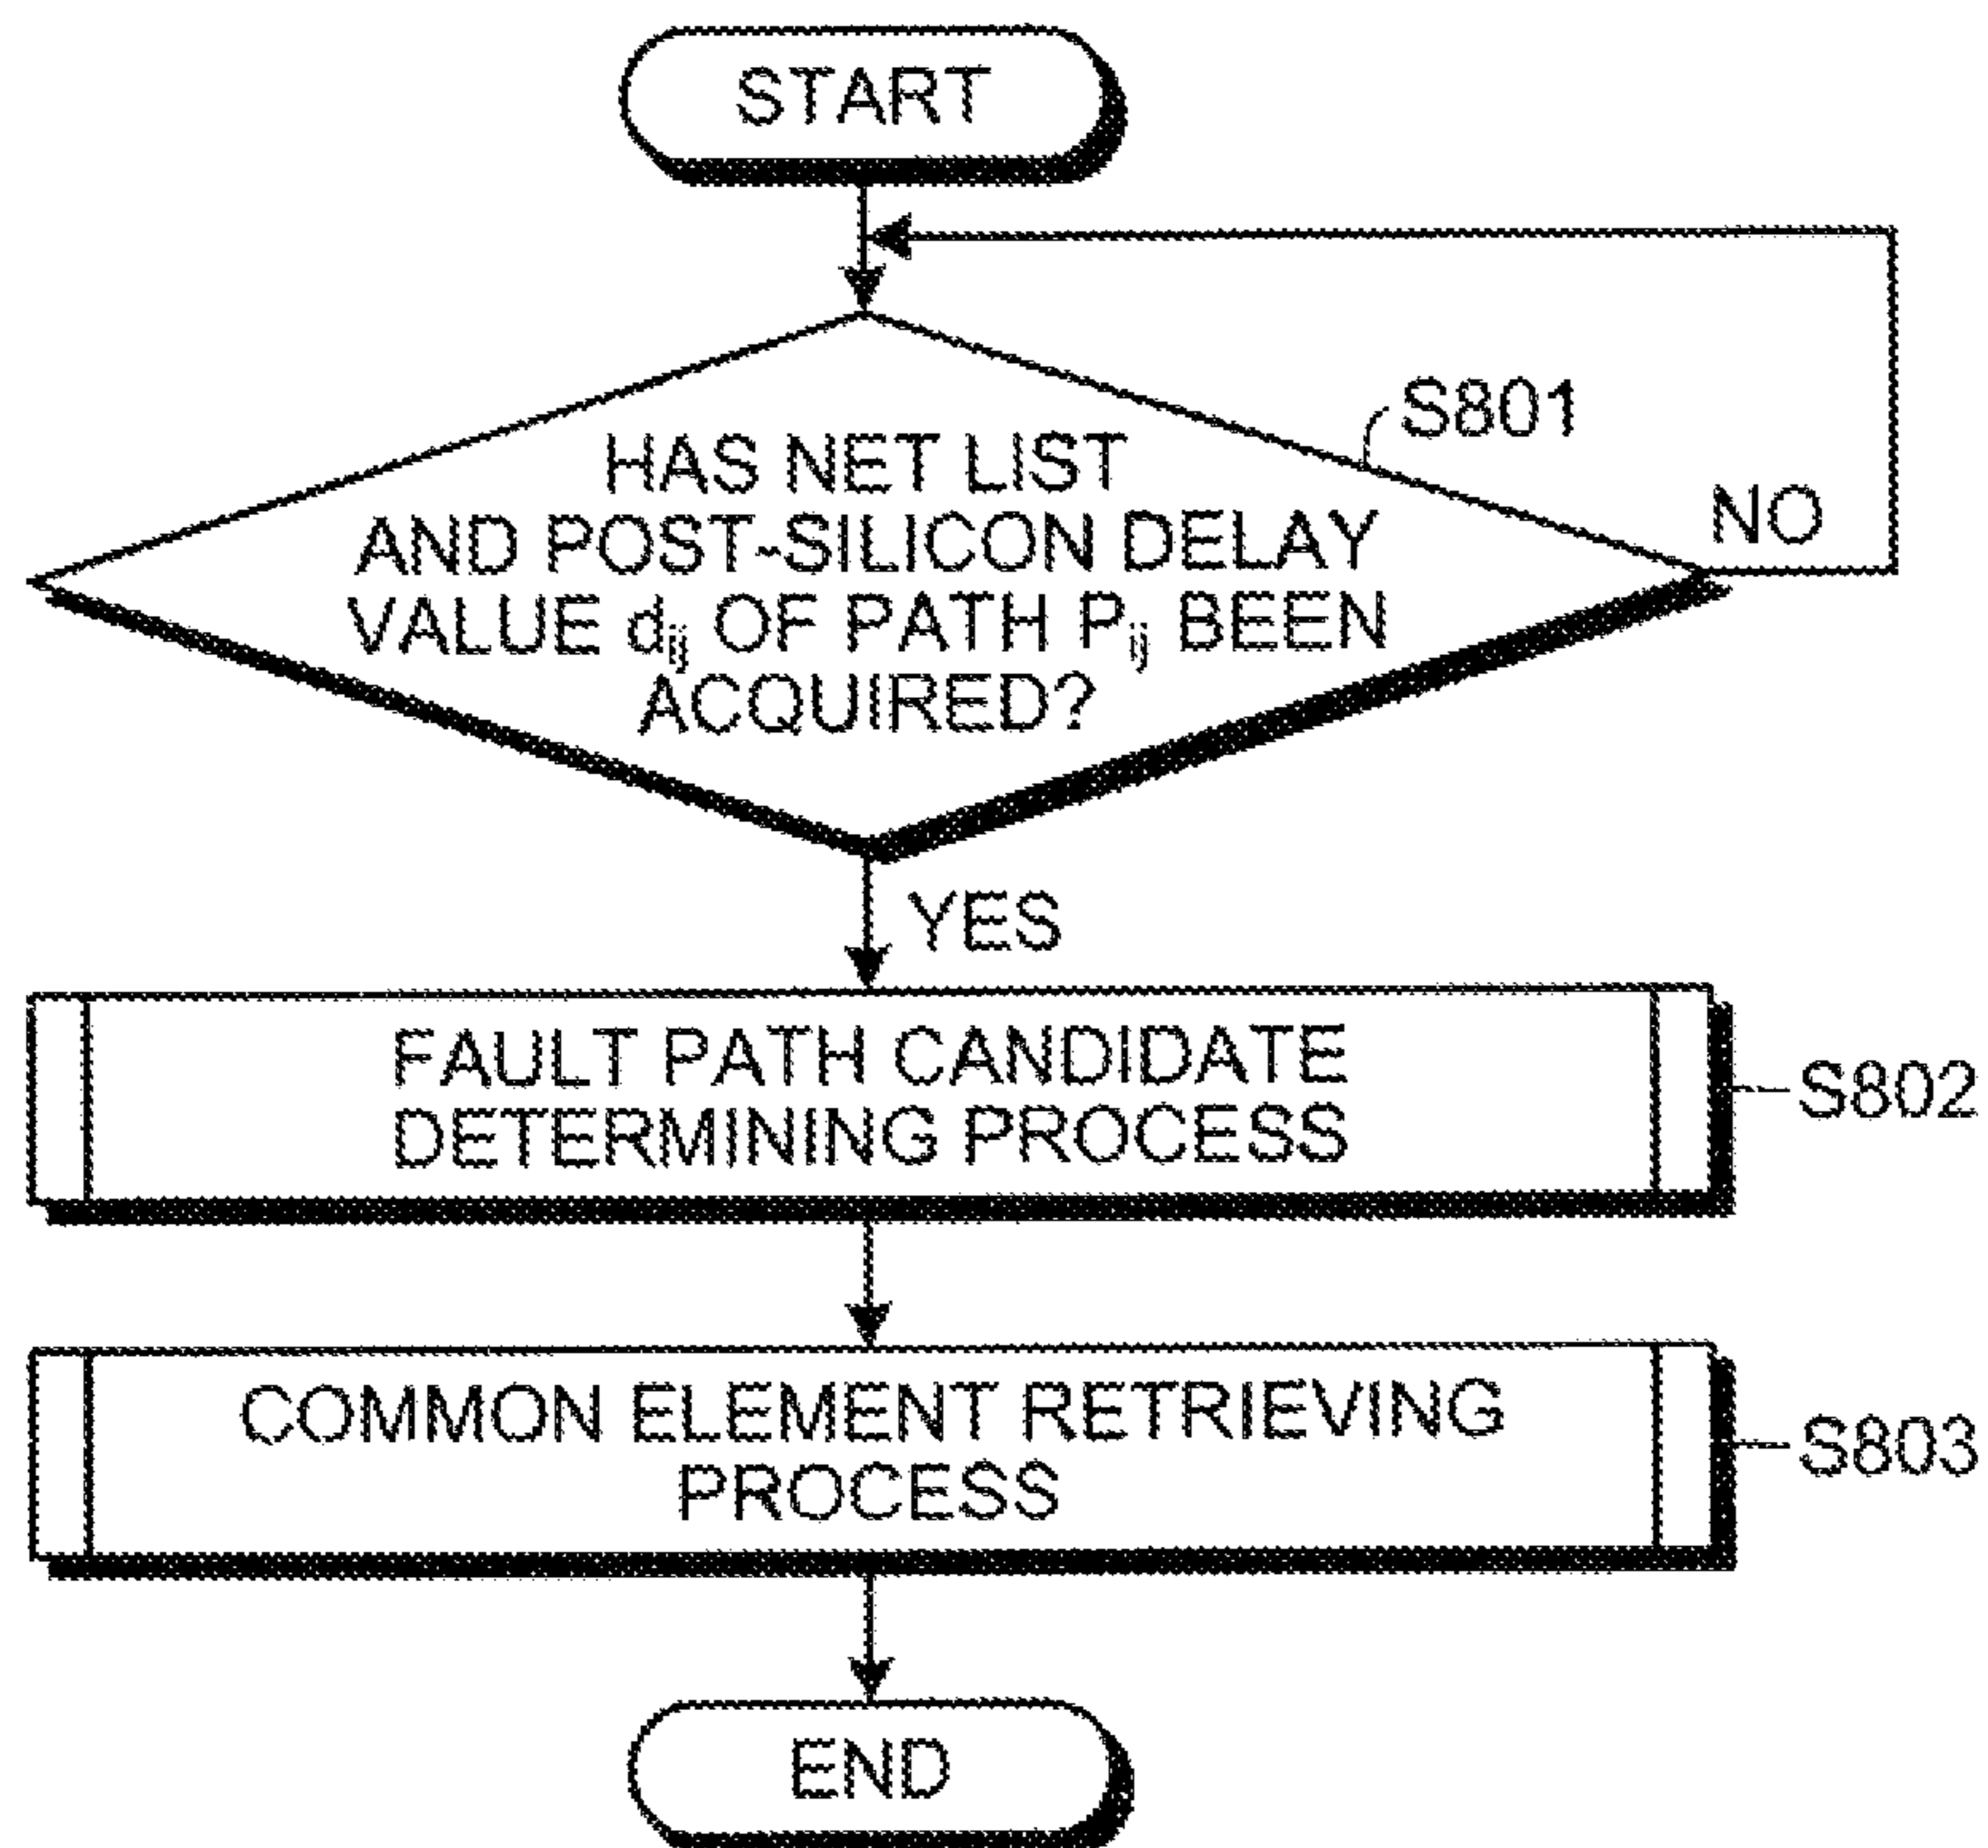 START
S801
HAS NET LIST
AND POST-SILICON DELAY
VALUE dij OF PATH Pij BEEN
ACQUIRED?
NO
YES
FAULT PATH CANDIDATE
DETERMINING PROCESS
S802
COMMON ELEMENT RETRIEVING
PROCESS
S803
END